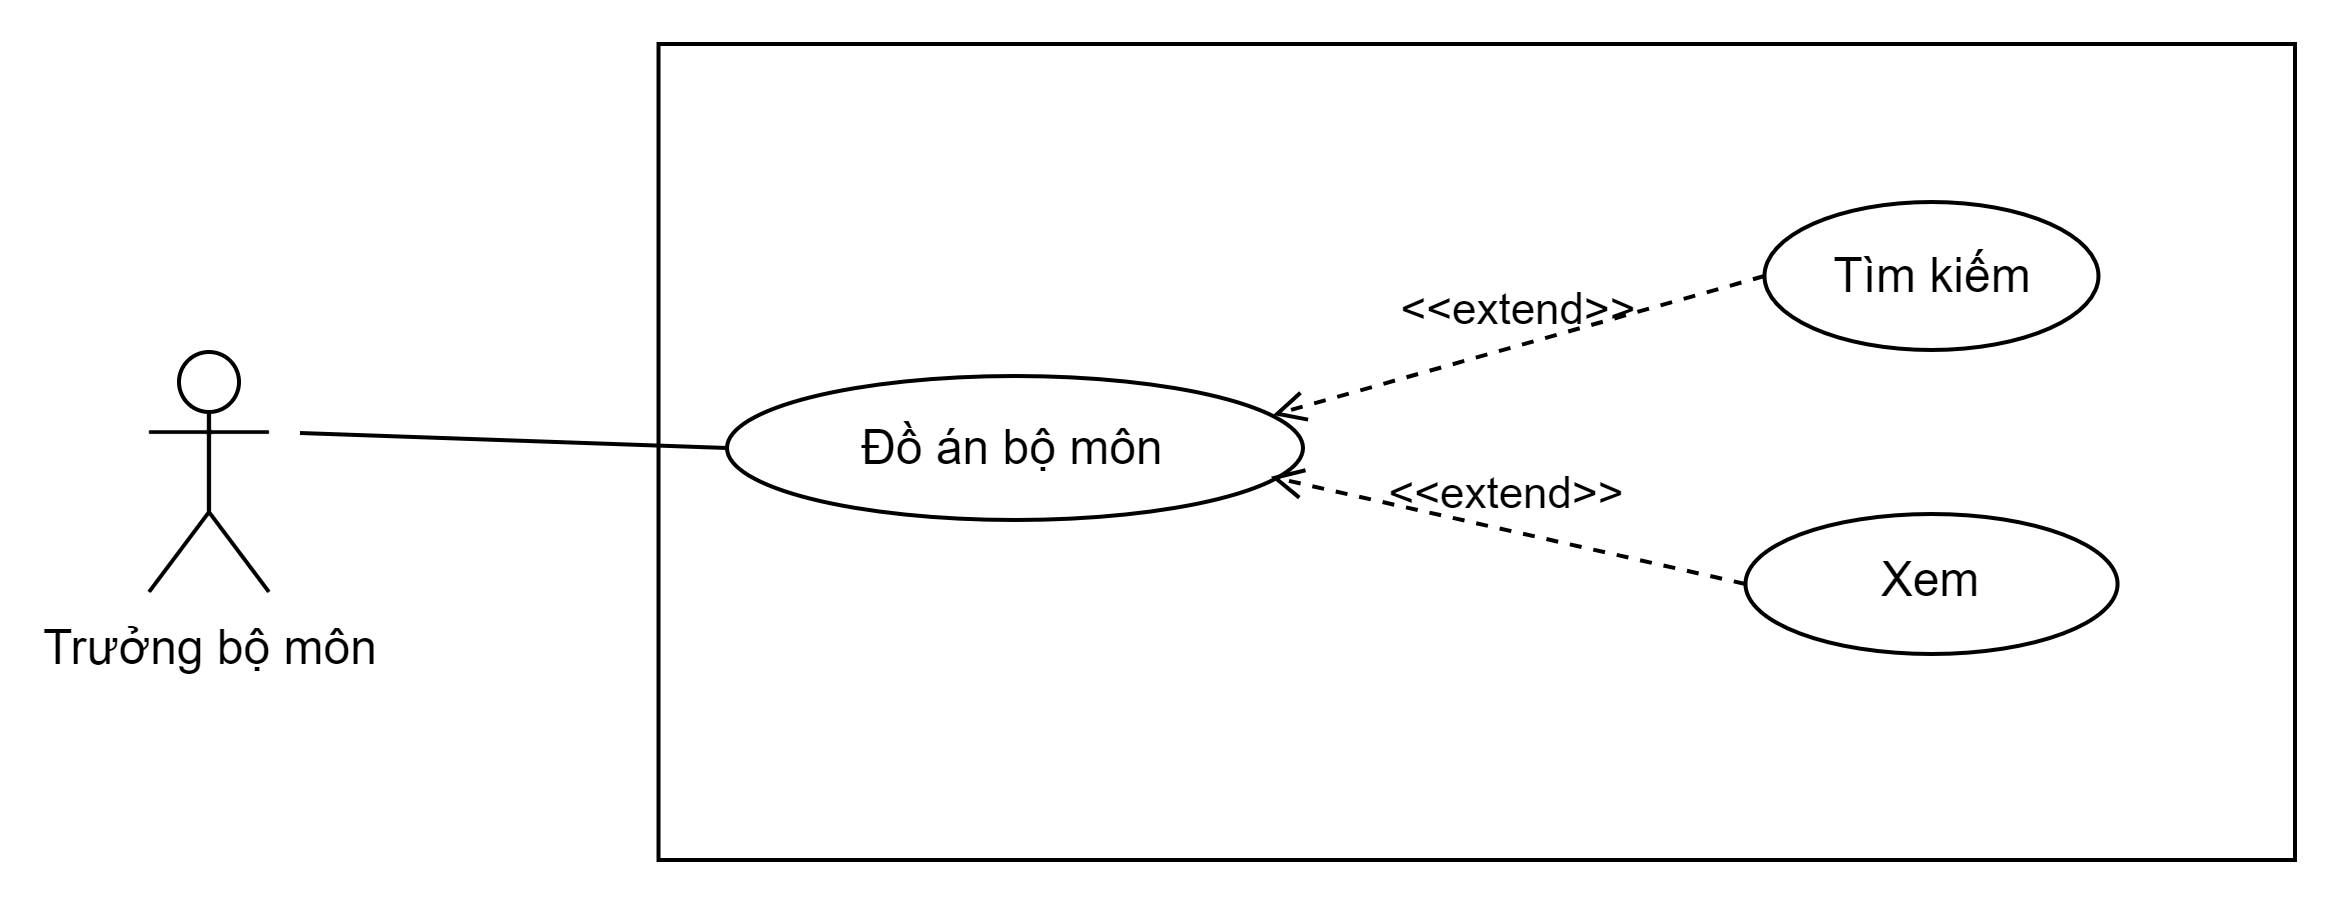 Tìm kiếm
<<extend>>
Đồ án bộ môn
<<extend>>
Xem
Trưởng bộ môn